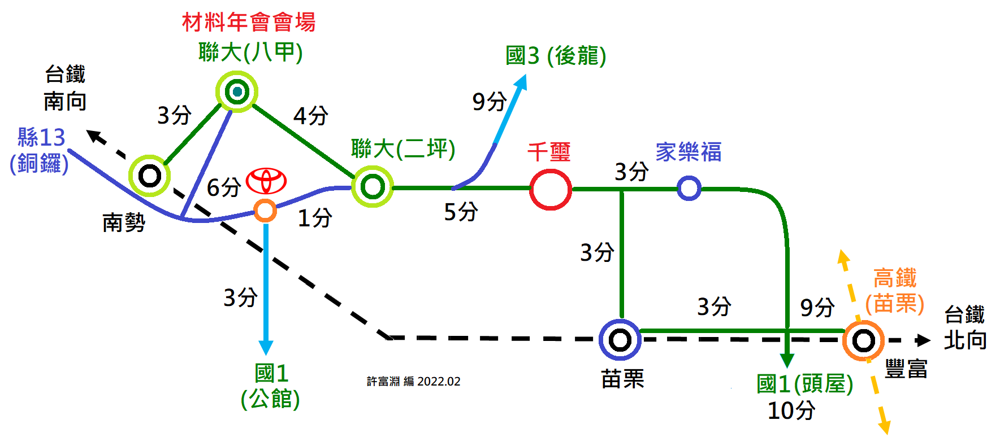 材料年會會場
聯大(八甲)
台鐵
南向
縣13
(銅鑼)
3分
4分
9分
國3 (後龍)
聯大(二坪)
千璽
3分
家樂福
6分
1分
5分
南勢
3分
3分
3分
9分
高鐵
(苗栗)
台鐵
北向
國1
(公館)
許富淵 編 2022.02
苗栗
國1(頭屋)
10分
豐富